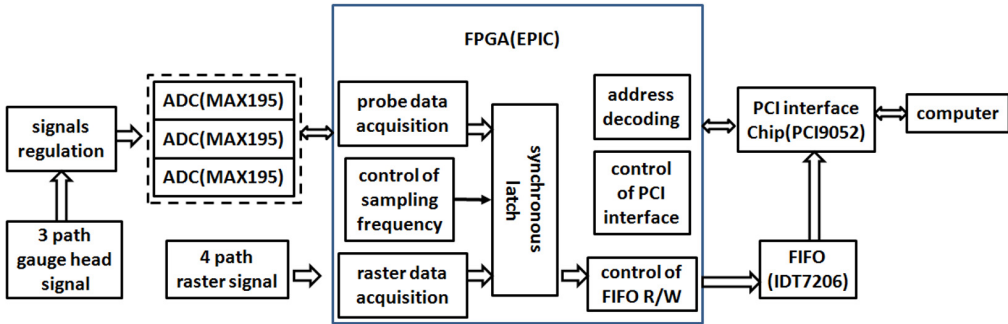 FPGA(EPIC)
signals
regulation
3 path
gauge head
signal
ADC(MAX195)
ADC(MAX195)
ADC(MAX195)
4 path
raster signal
probe data
acquisition
control of
sampling
frequency
raster data
acquisition
synchronous
latch
address
decoding
control
of PCI
interface
control of
FIFO R/W
PCI interface
Chip(PCI9052)
FIFO
(IDT7206)
computer